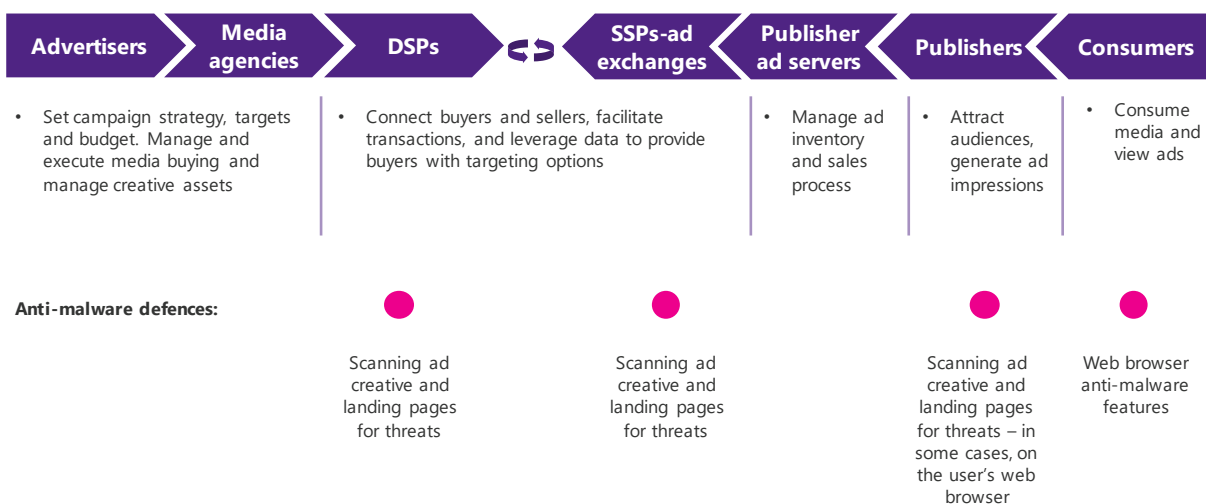 Advertisers
Media
agencies
DSPs
SSPs-ad
exchanges
Publisher
ad servers
Publishers
Consumers
• Set campaign strategy, targets
and budget. Manage and
execute media buying and
manage creative assets
• Connect buyers and sellers, facilitate
transactions, and leverage data to provide
buyers with targeting options
• Manage ad
inventory
and sales
process
• Attract
audiences,
generate ad
impressions
• Consume
media and
view ads
Anti-malware defences:
Scanning ad
creative and
landing pages
for threats
Scanning ad
creative and
landing pages
for threats
Scanning ad
creative and
landing pages
for threats – in
some cases, on
the user's web
browser
Web browser
anti-malware
features